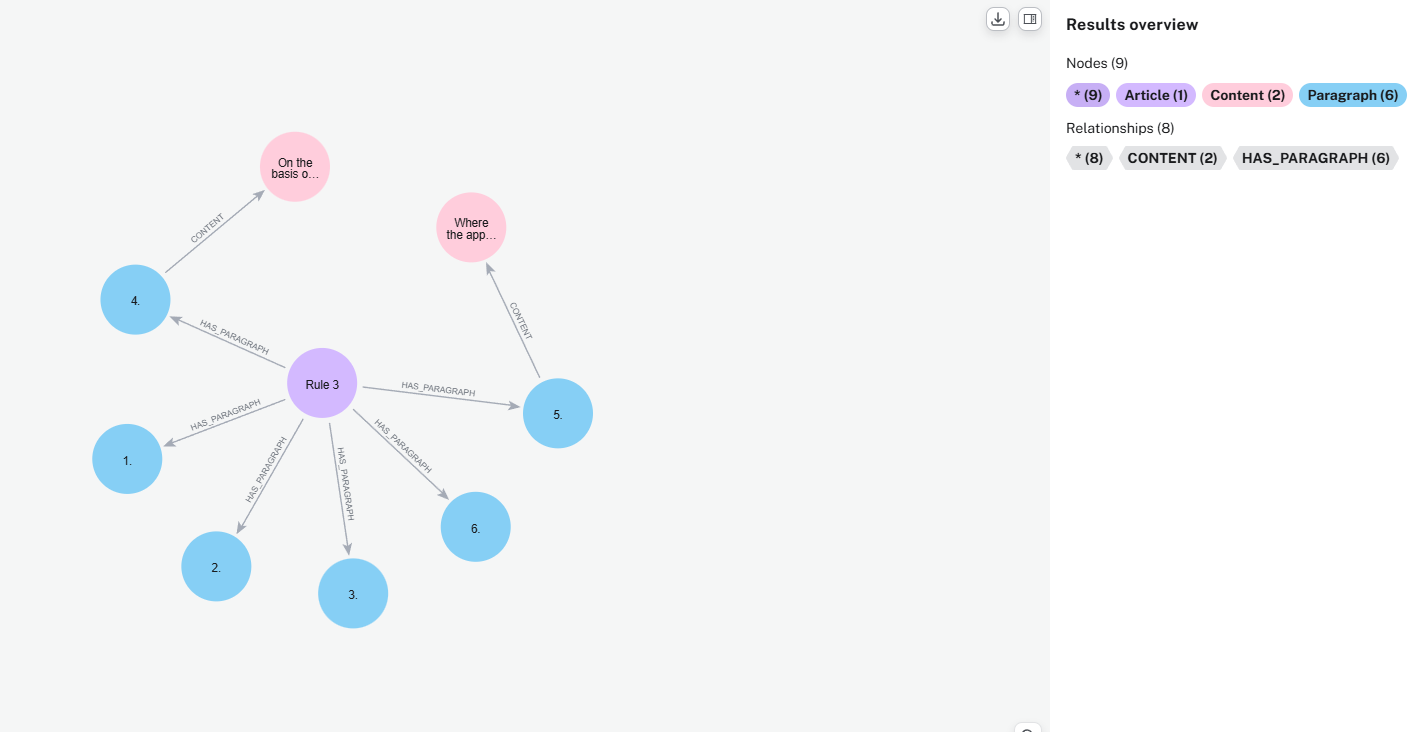 Results overview
Nodes (9)
* (9) Article (1) Content (2) Paragraph (6)
Relationships (8)
* (8) CONTENT (2) HAS_PARAGRAPH (6)
On the
basis o…
Where
the app…
CONTENT
4.
CONTENT
HAS_PARAGRAPH
Rule 3
HAS_PARAGRAPH
5.
HAS_PARAGRAPH
1.
HAS_PARAGRAPH
HAS_PARAGRAPH
HAS_PARAGRAPH
6.
2.
3.